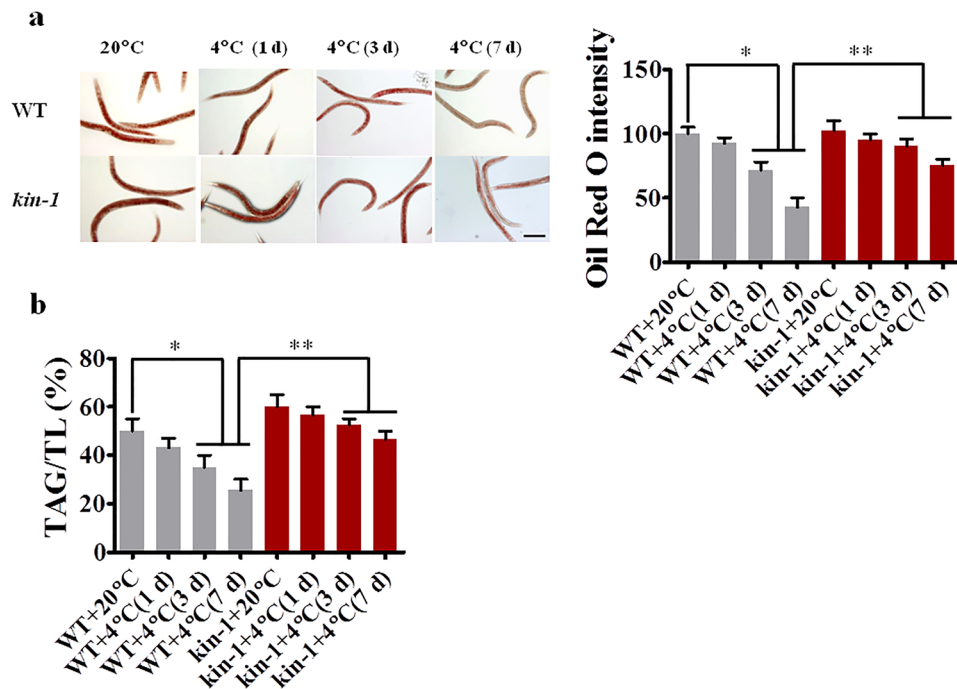 a
20°C 4°C (1 d) 4°C (3 d) 4°C (7 d)
WT
kin-1
Oil Red O intensity
150
100
50
0
* **
WT+20°C
WT+4°C(1 d)
WT+4°C(3 d)
WT+4°C(7 d)
kin-1+20°C
kin-1+4°C(1 d)
kin-1+4°C(3 d)
kin-1+4°C(7 d)
b
TAG/TL (%)
80
60
40
20
0
* **
WT+20°C
WT+4°C(1 d)
WT+4°C(3 d)
WT+4°C(7 d)
kin-1+20°C
kin-1+4°C(1 d)
kin-1+4°C(3 d)
kin-1+4°C(7 d)